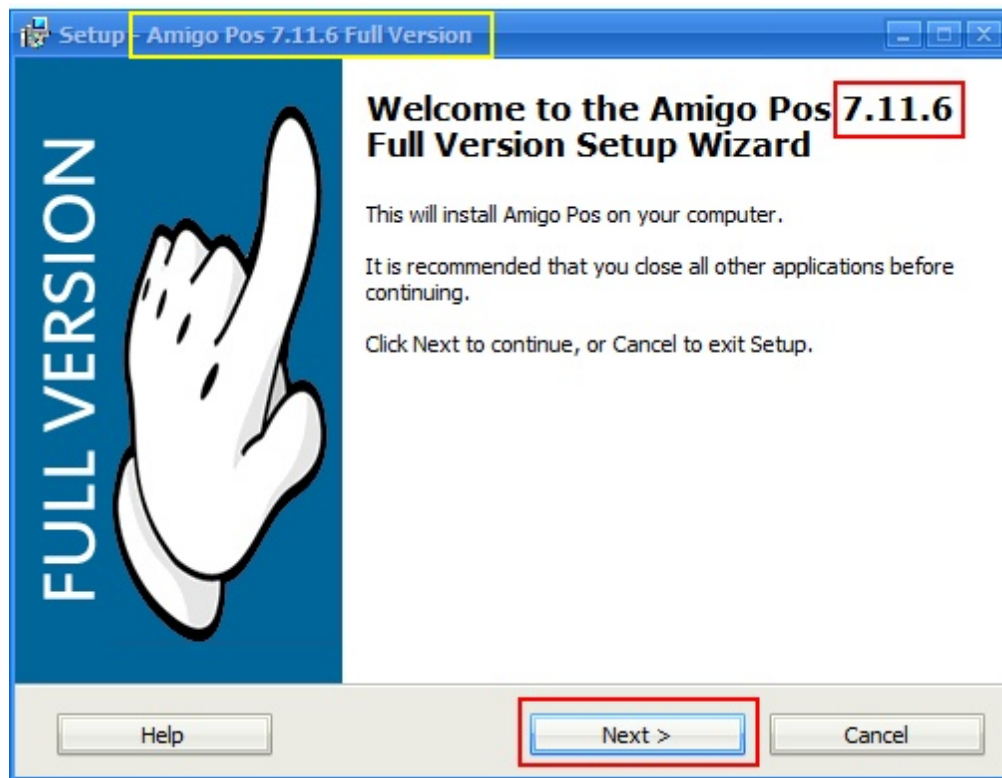 Setup - Amigo Pos 7.11.6 Full Version
FULL VERSION
Welcome to the Amigo Pos 7.11.6
Full Version Setup Wizard
This will install Amigo Pos on your computer.
It is recommended that you close all other applications before
continuing.
Click Next to continue, or Cancel to exit Setup.
Help
Next >
Cancel